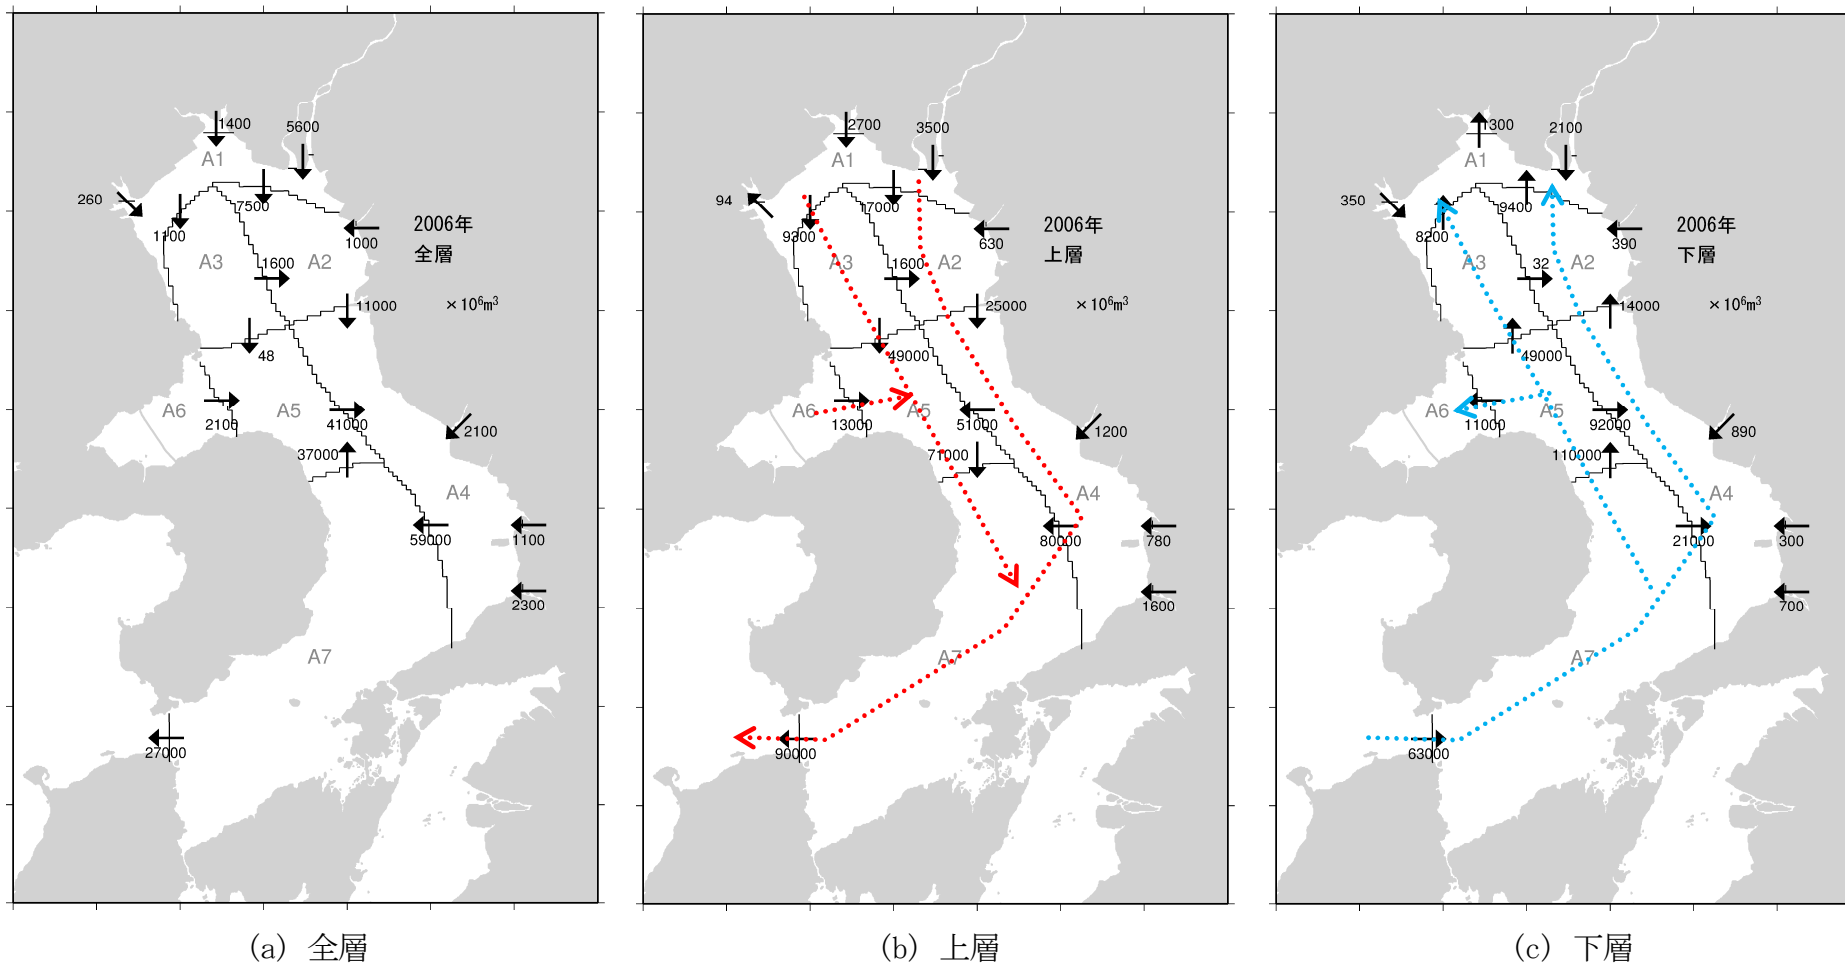 1400
5600
A1
260
7500
1100
1000
2006年
全層
A3
A2
1600
11000
×10⁶m³
48
A6
A5
2100
41000
2100
37000
A4
59000
1100
2300
A7
27000
(a) 全層
2700
3500
A1
94
17000
9300
630
2006年
上層
A3
A2
1600
25000
×10⁶m³
49000
A6
A5
13000
51000
1200
71000
A4
80000
780
1600
A7
90000
(b) 上層
1300
2100
A1
350
9400
8200
390
2006年
下層
A3
A2
32
14000
×10⁶m³
49000
A6
A5
11000
92000
890
110000
A4
21000
300
700
A7
63000
(c) 下層